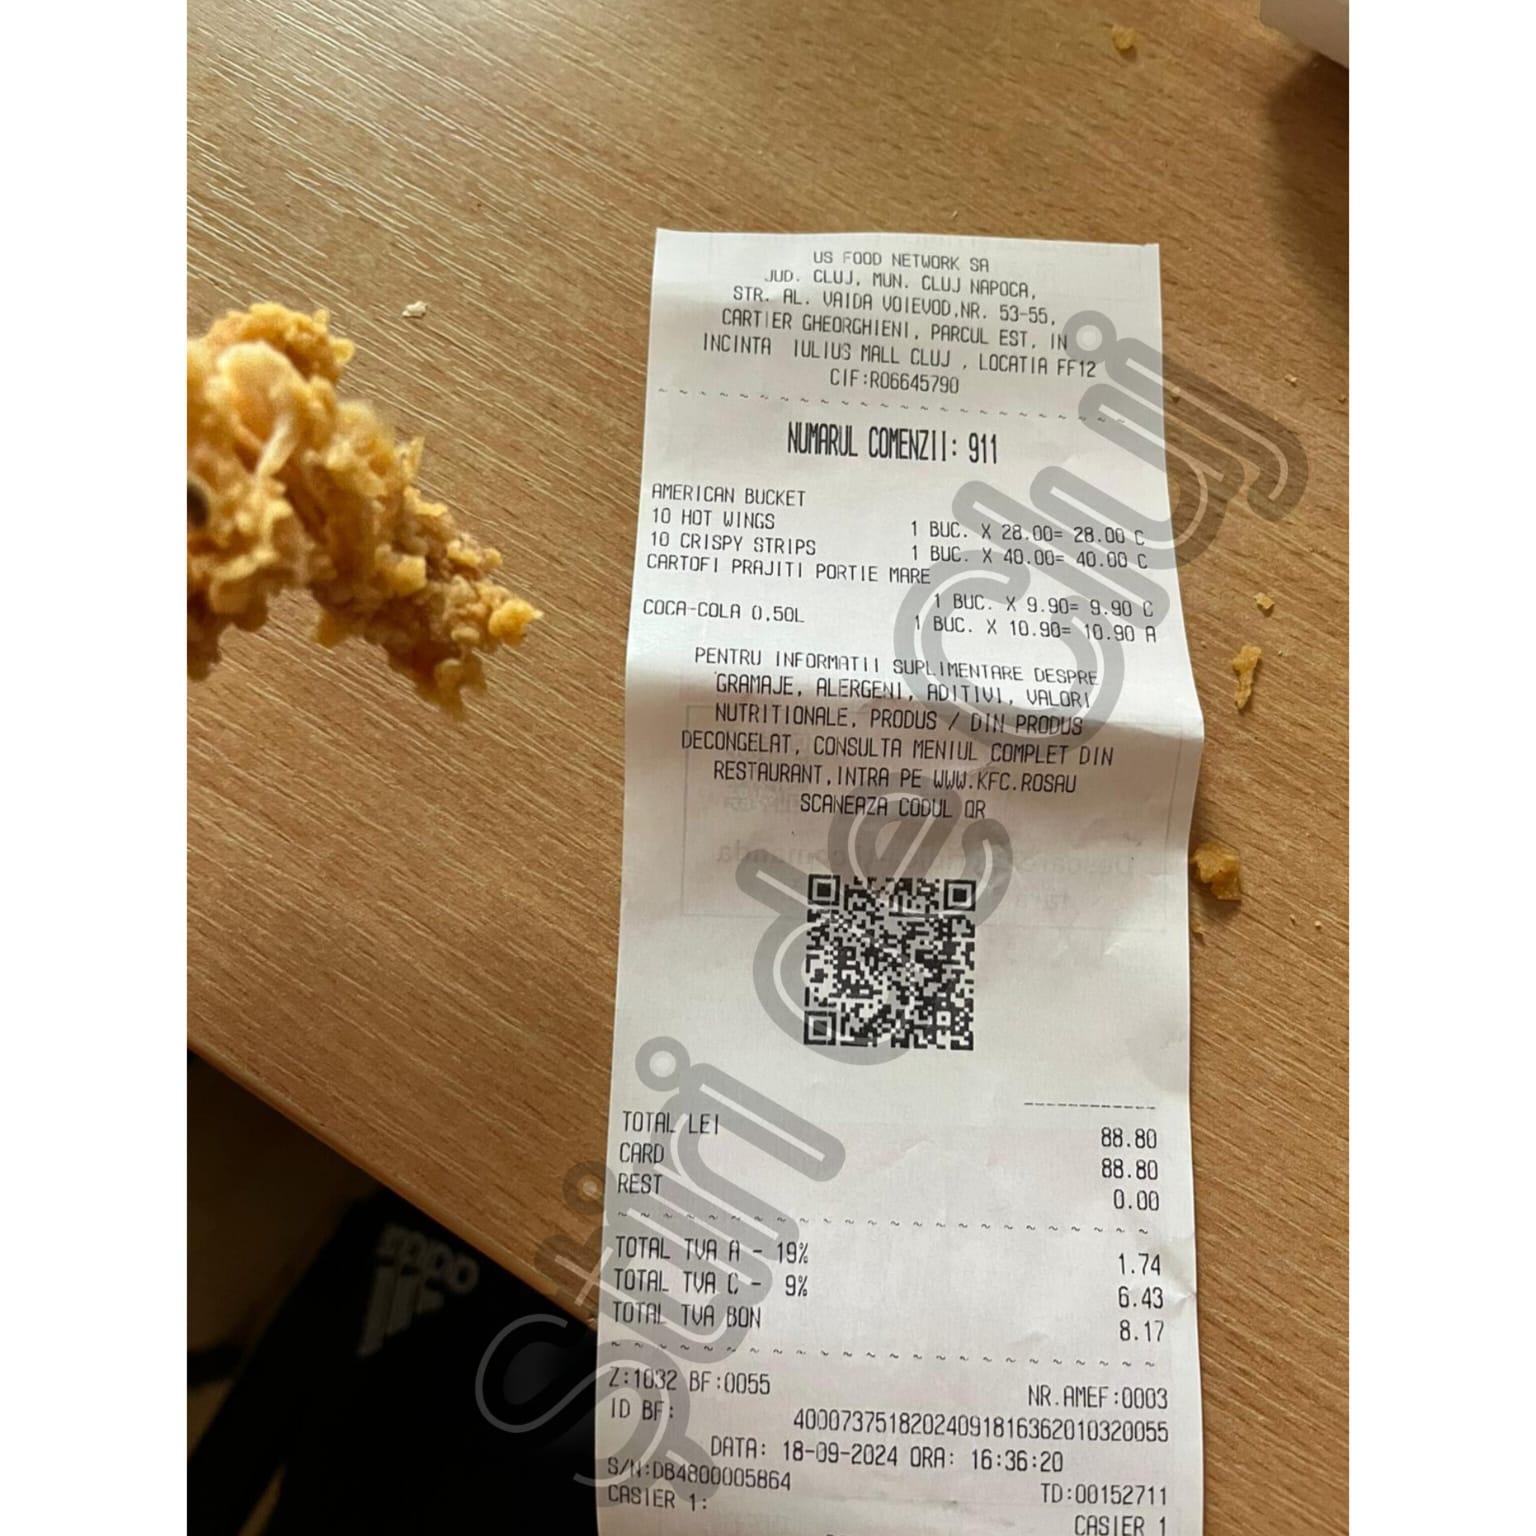 US FOOD NETWORK SA
JUD. CLUJ, MUN. CLUJ NAPOCA,
STR. AL. VAIDA VOIEVOD,NR. 53-55,
CARTIER GHEORGHIENI, PARCUL EST, IN
INCINTA IULIUS MALL CLUJ , LOCATIA FF12
CIF:RO6645790
NUMARUL COMENZII: 911
AMERICAN BUCKET
10 HOT WINGS 1 BUC. X 28.00= 28.00 C
10 CRISPY STRIPS 1 BUC. X 40.00= 40.00 C
CARTOFI PRAJITI PORTIE MARE
1 BUC. X 9.90= 9.90 C
COCA-COLA 0,50L 1 BUC. X 10.90= 10.90 A
PENTRU INFORMATII SUPLIMENTARE DESPRE
GRAMAJE, ALERGENI, ADITIVI, VALORI
NUTRITIONALE, PRODUS / DIN PRODUS
DECONGELAT, CONSULTA MENIUL COMPLET DIN
RESTAURANT,INTRA PE WWW.KFC.ROSAU
SCANEAZA CODUL QR
TOTAL LEI 88.80
CARD 88.80
REST 0.00
TOTAL TVA A - 19% 1.74
TOTAL TVA C - 9% 6.43
TOTAL TVA BON 8.17
Z:1032 BF:0055 NR.AMEF:0003
ID BF: 4000737518202409181636201032​0055
DATA: 18-09-2024 ORA: 16:36:20
S/N:DB4800005864 TD:00152711
CASIER 1: CASIER 1
adidas
Știri de Cluj